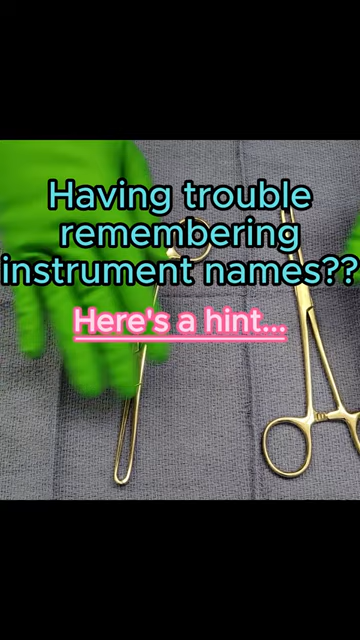 Having trouble
remembering
instrument names??
Here's a hint...